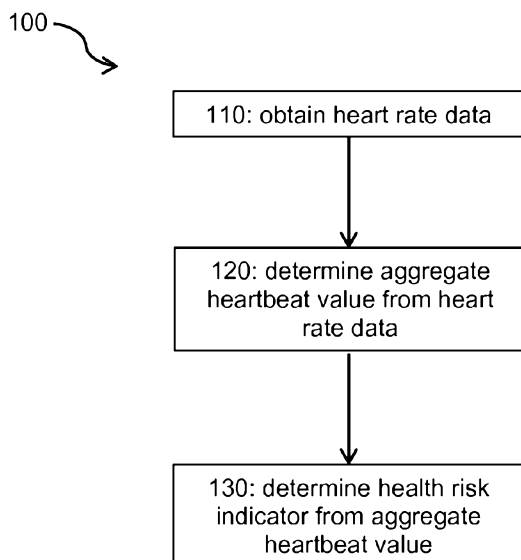 100
110: obtain heart rate data
120: determine aggregate
heartbeat value from heart
rate data
130: determine health risk
indicator from aggregate
heartbeat value